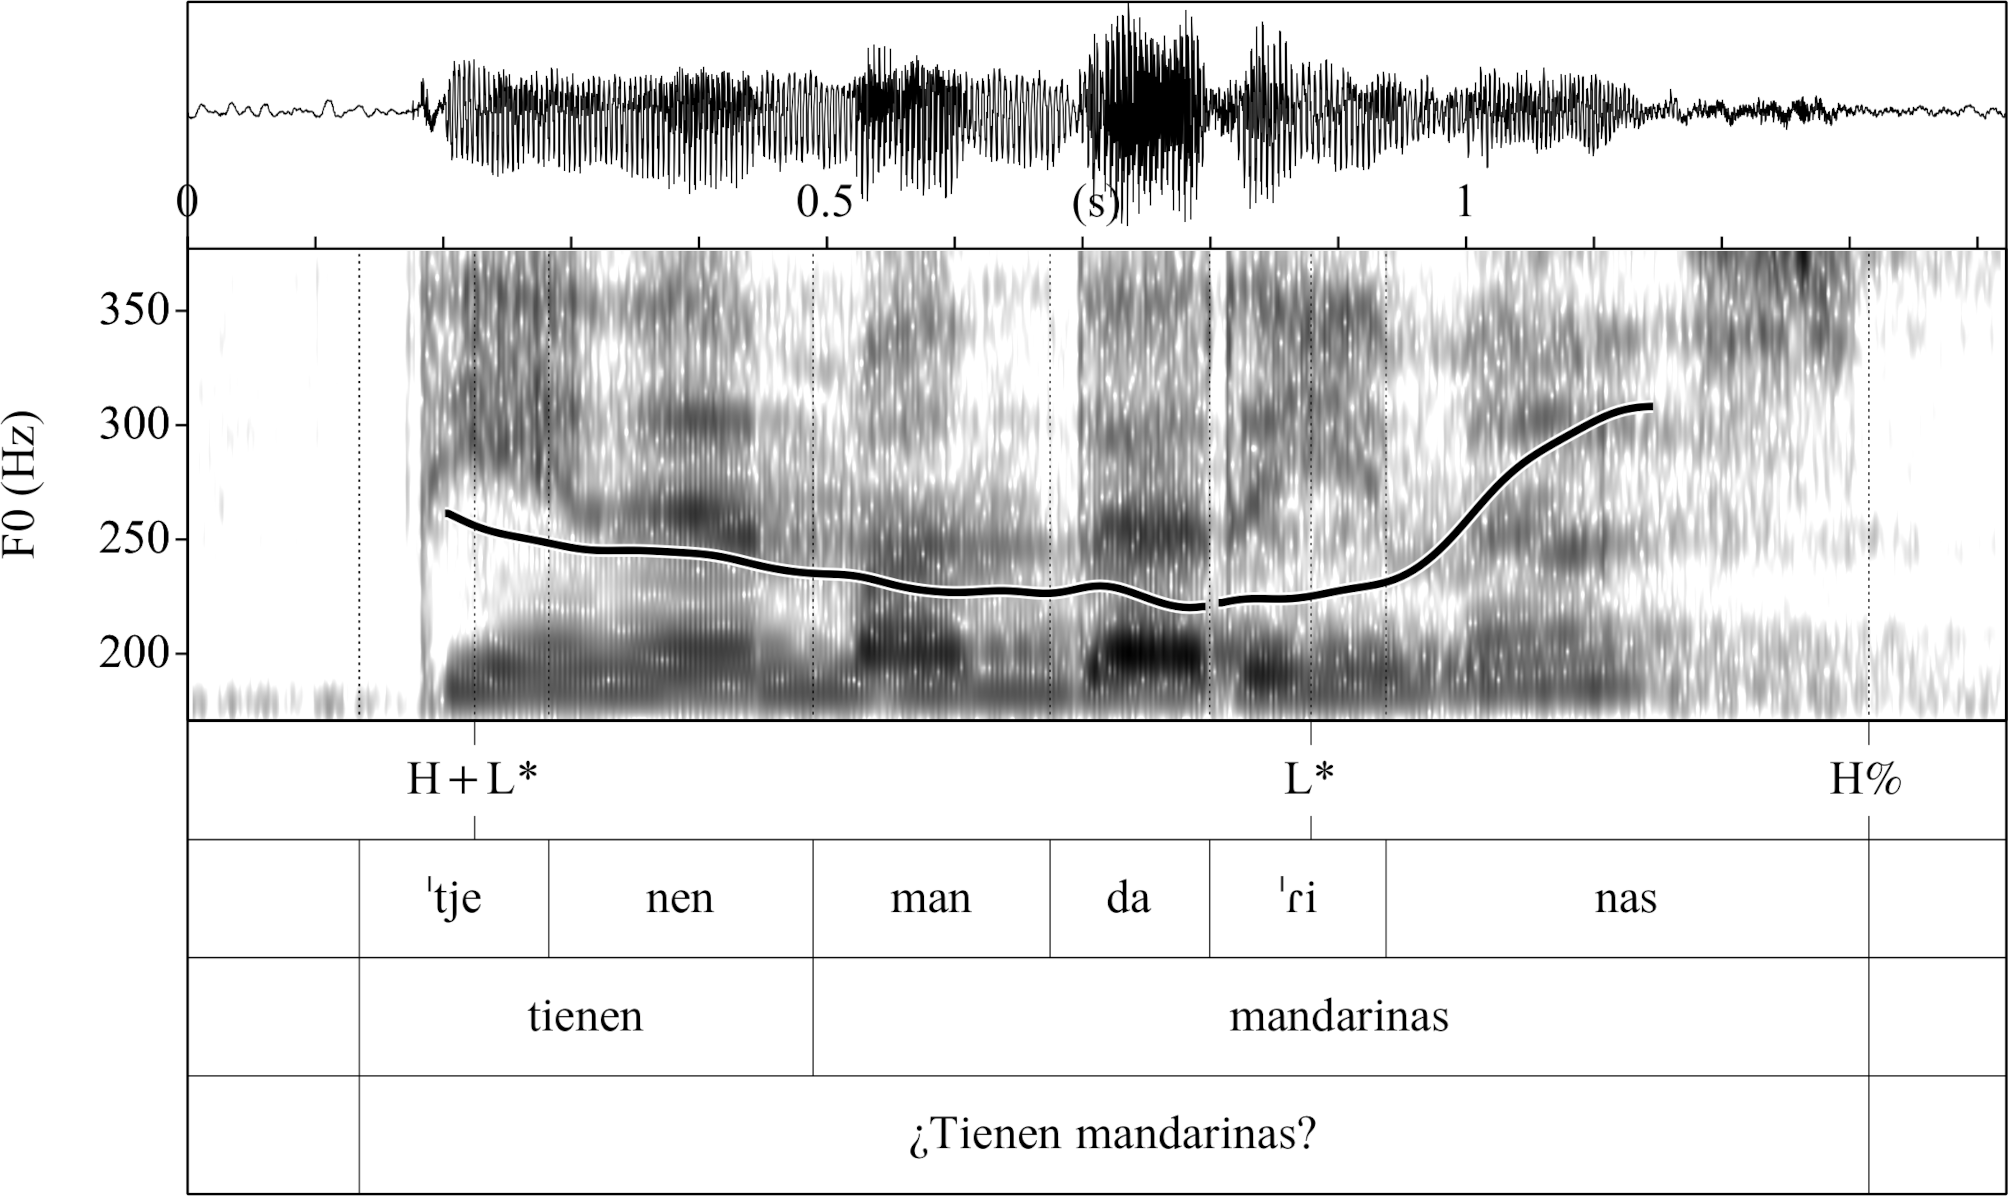 0 0.5 (s) 1
350
300
250
200
F0 (Hz)
H+L* L* H%
ˈtje nen man da ˈɾi nas
tienen mandarinas
¿Tienen mandarinas?